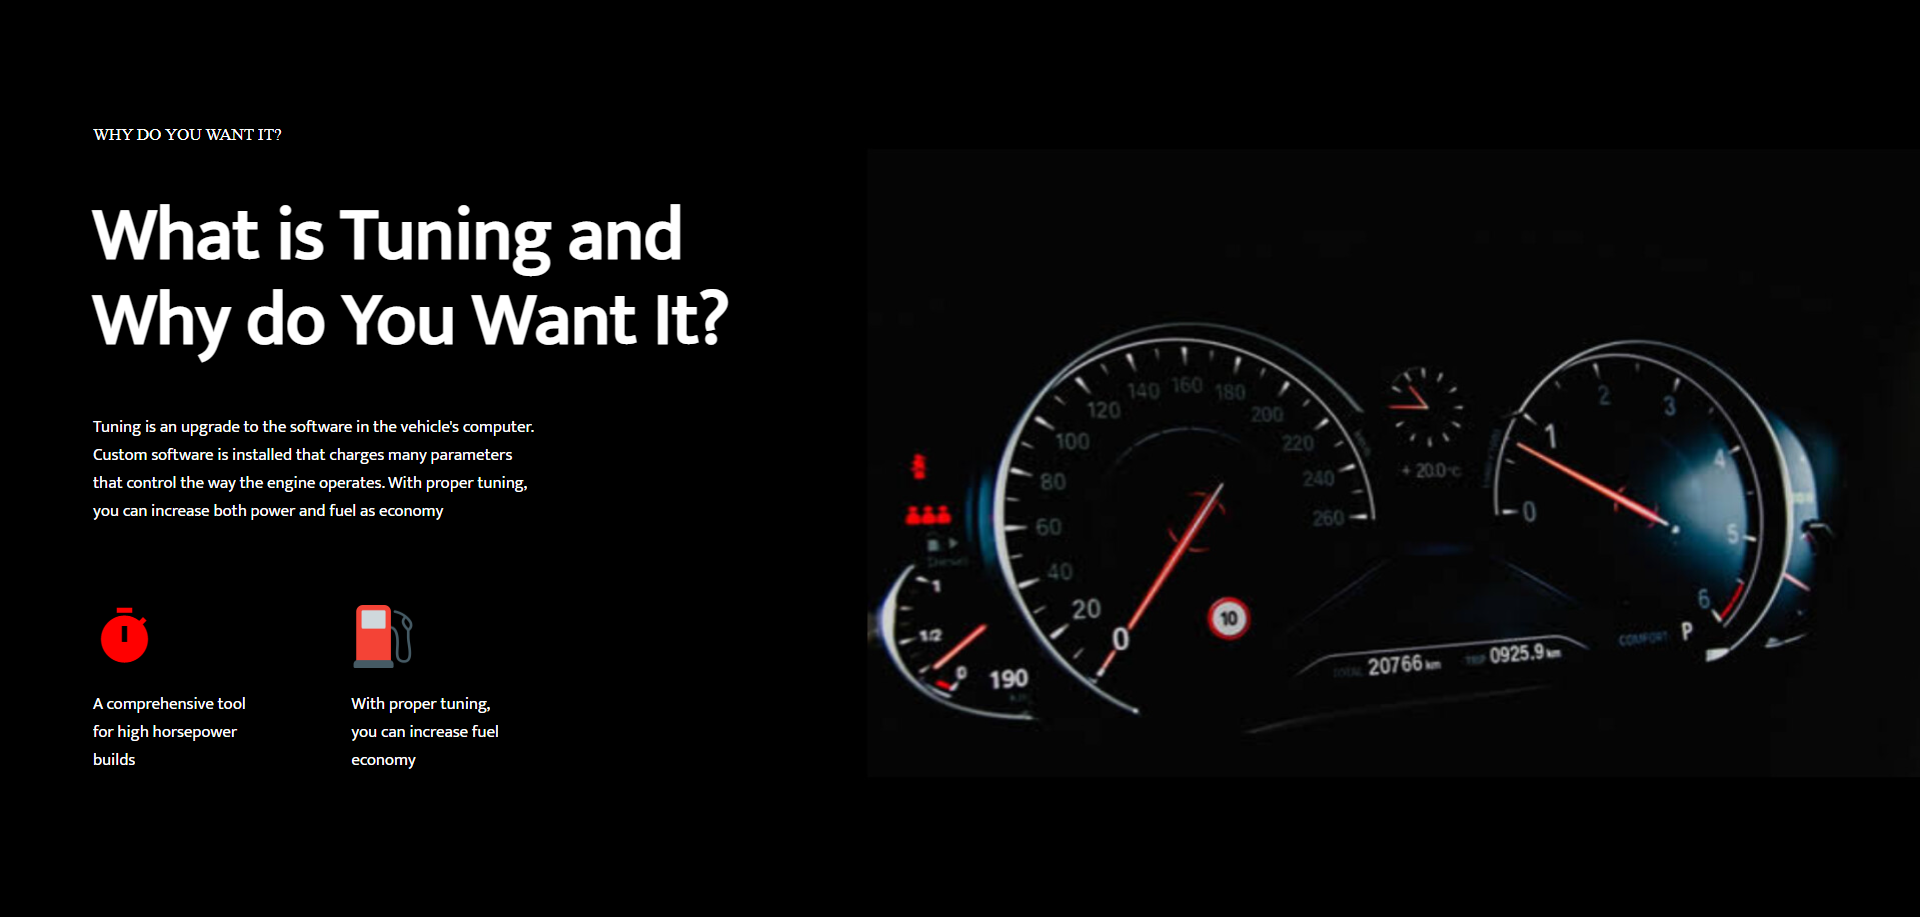 WHY DO YOU WANT IT?
What is Tuning and
Why do You Want It?
Tuning is an upgrade to the software in the vehicle's computer.
Custom software is installed that charges many parameters
that control the way the engine operates. With proper tuning,
you can increase both power and fuel as economy
A comprehensive tool
for high horsepower
builds
With proper tuning,
you can increase fuel
economy
0
20
40
60
80
100
120
140
160
180
200
220
240
260
+ 20.0°C
0
1
2
3
4
5
6
Diesel
1
1/2
0
190
km
10
TOTAL 20766 km
TRIP 0925.9 km
COMFORT P